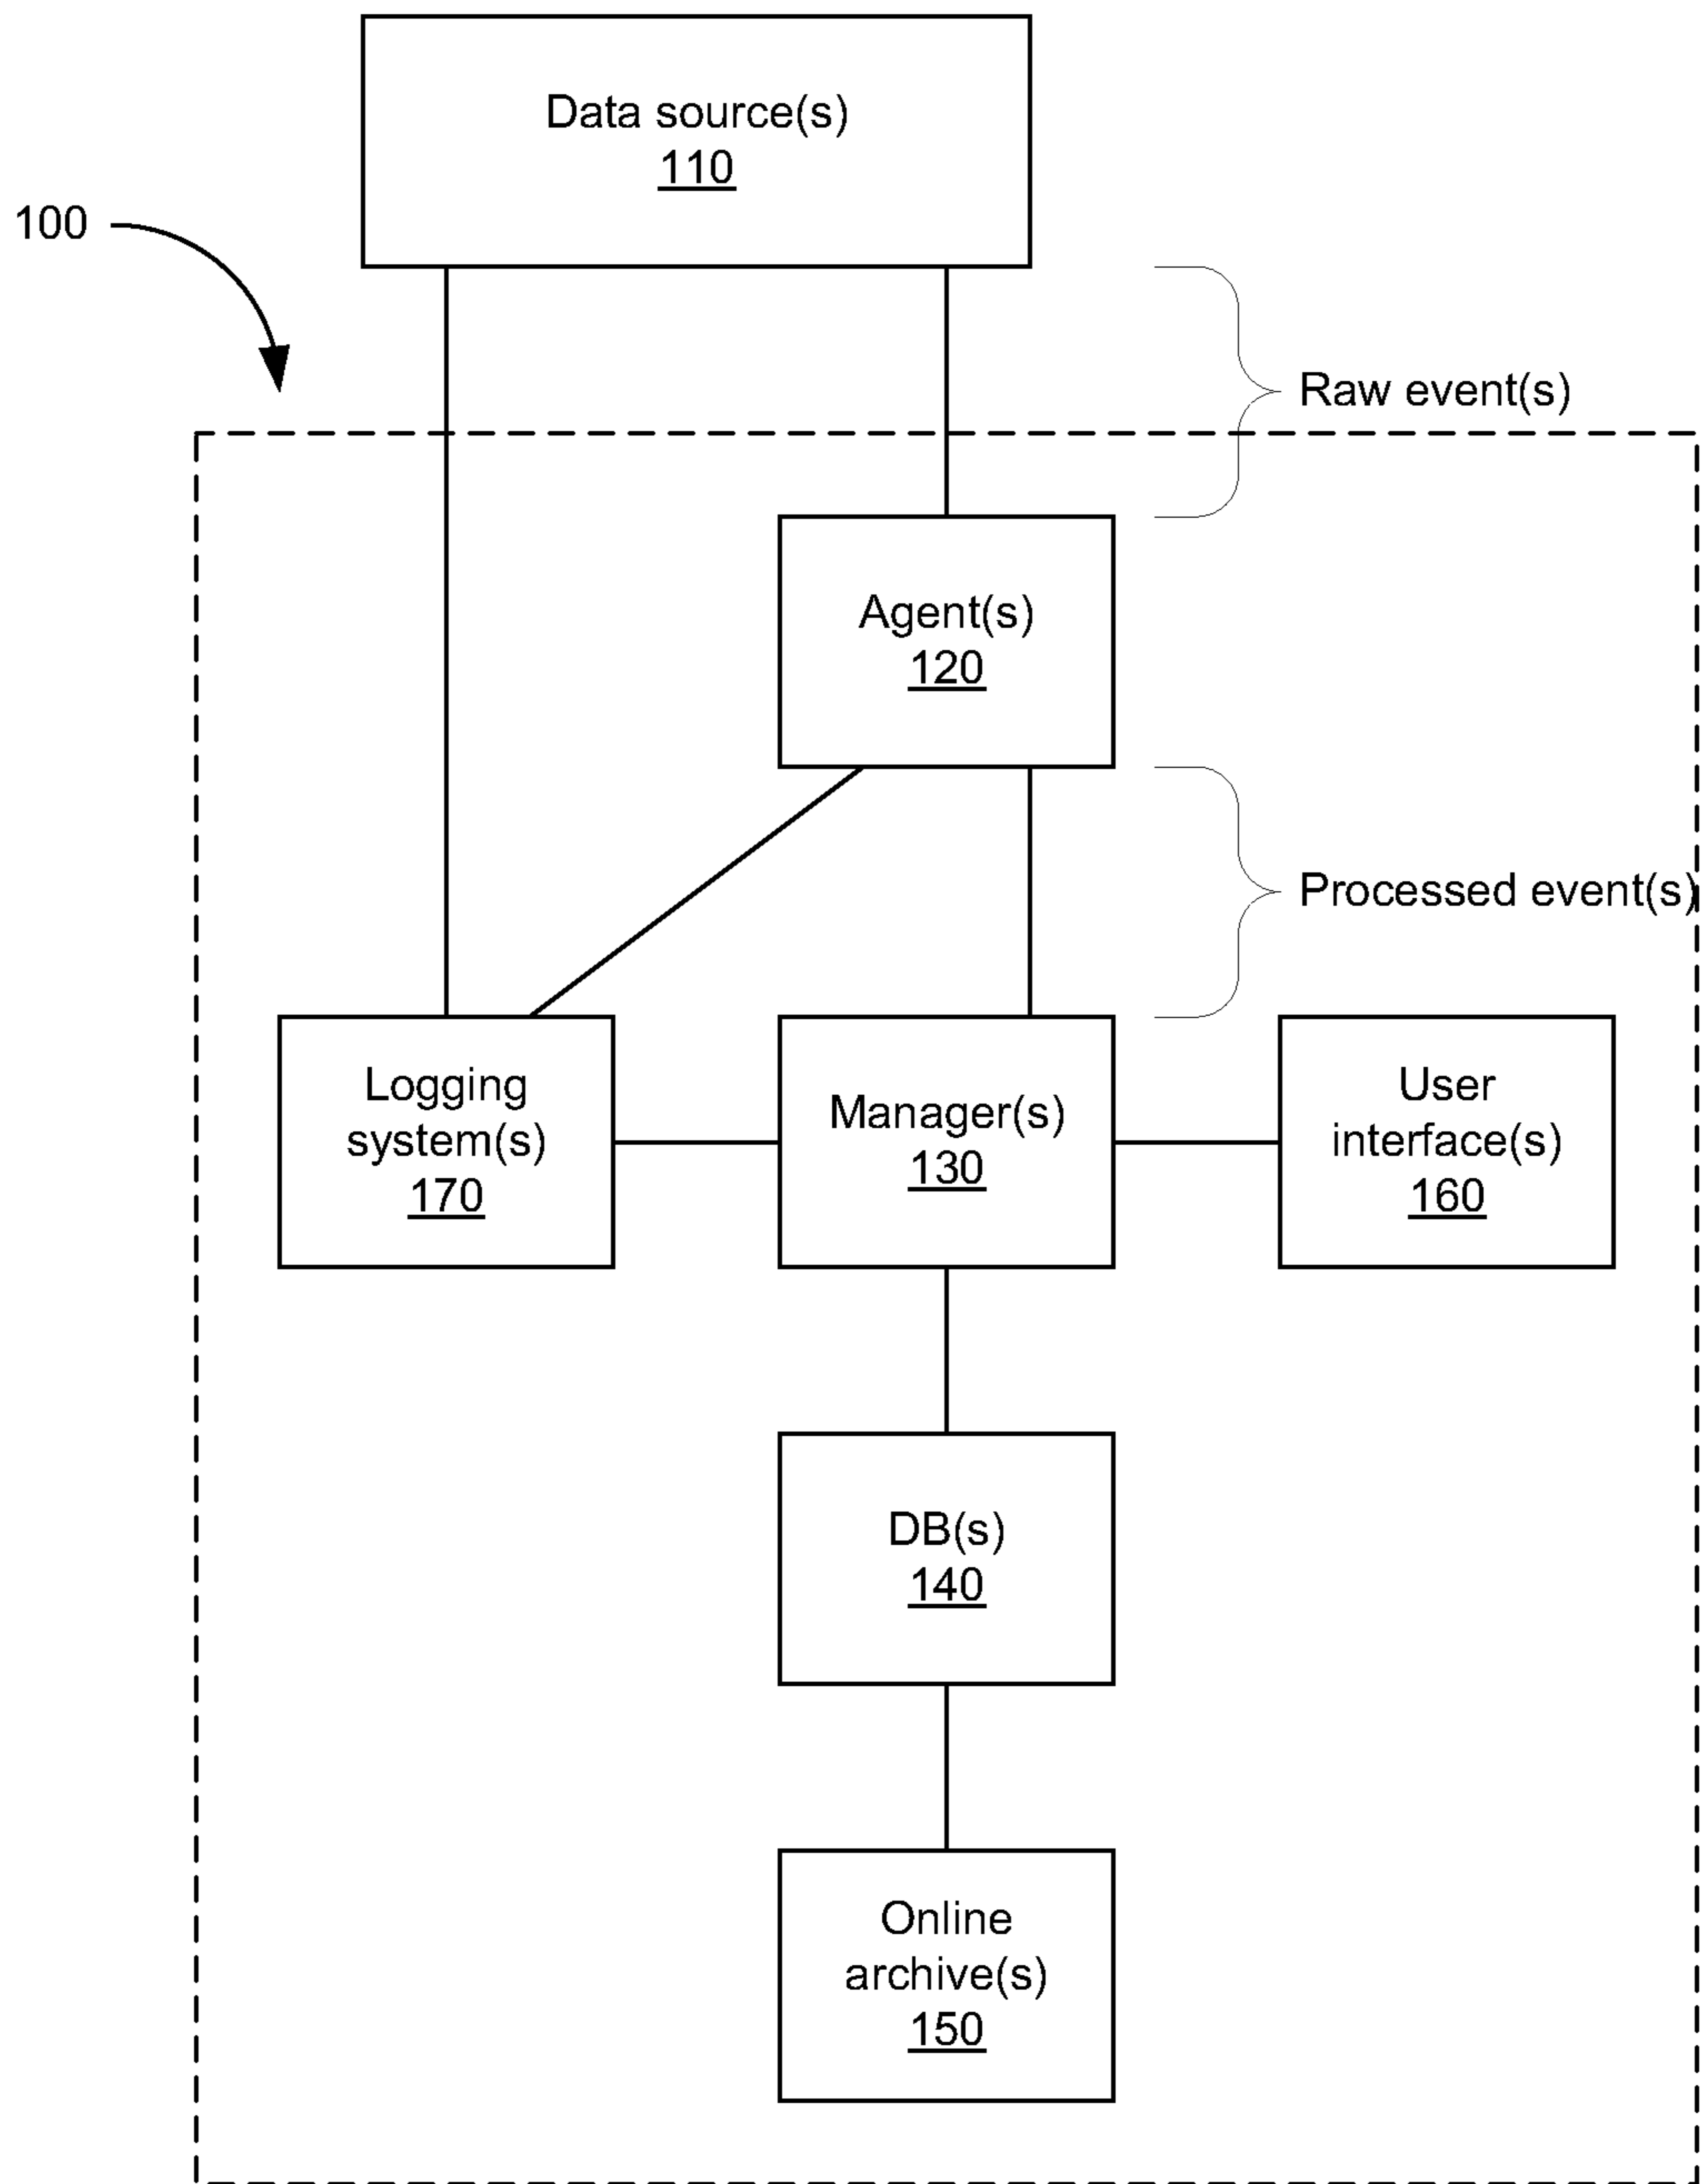 Data source(s)
110
100
Raw event(s)
Agent(s)
120
Processed event(s)
Logging
system(s)
170
Manager(s)
130
User
interface(s)
160
DB(s)
140
Online
archive(s)
150